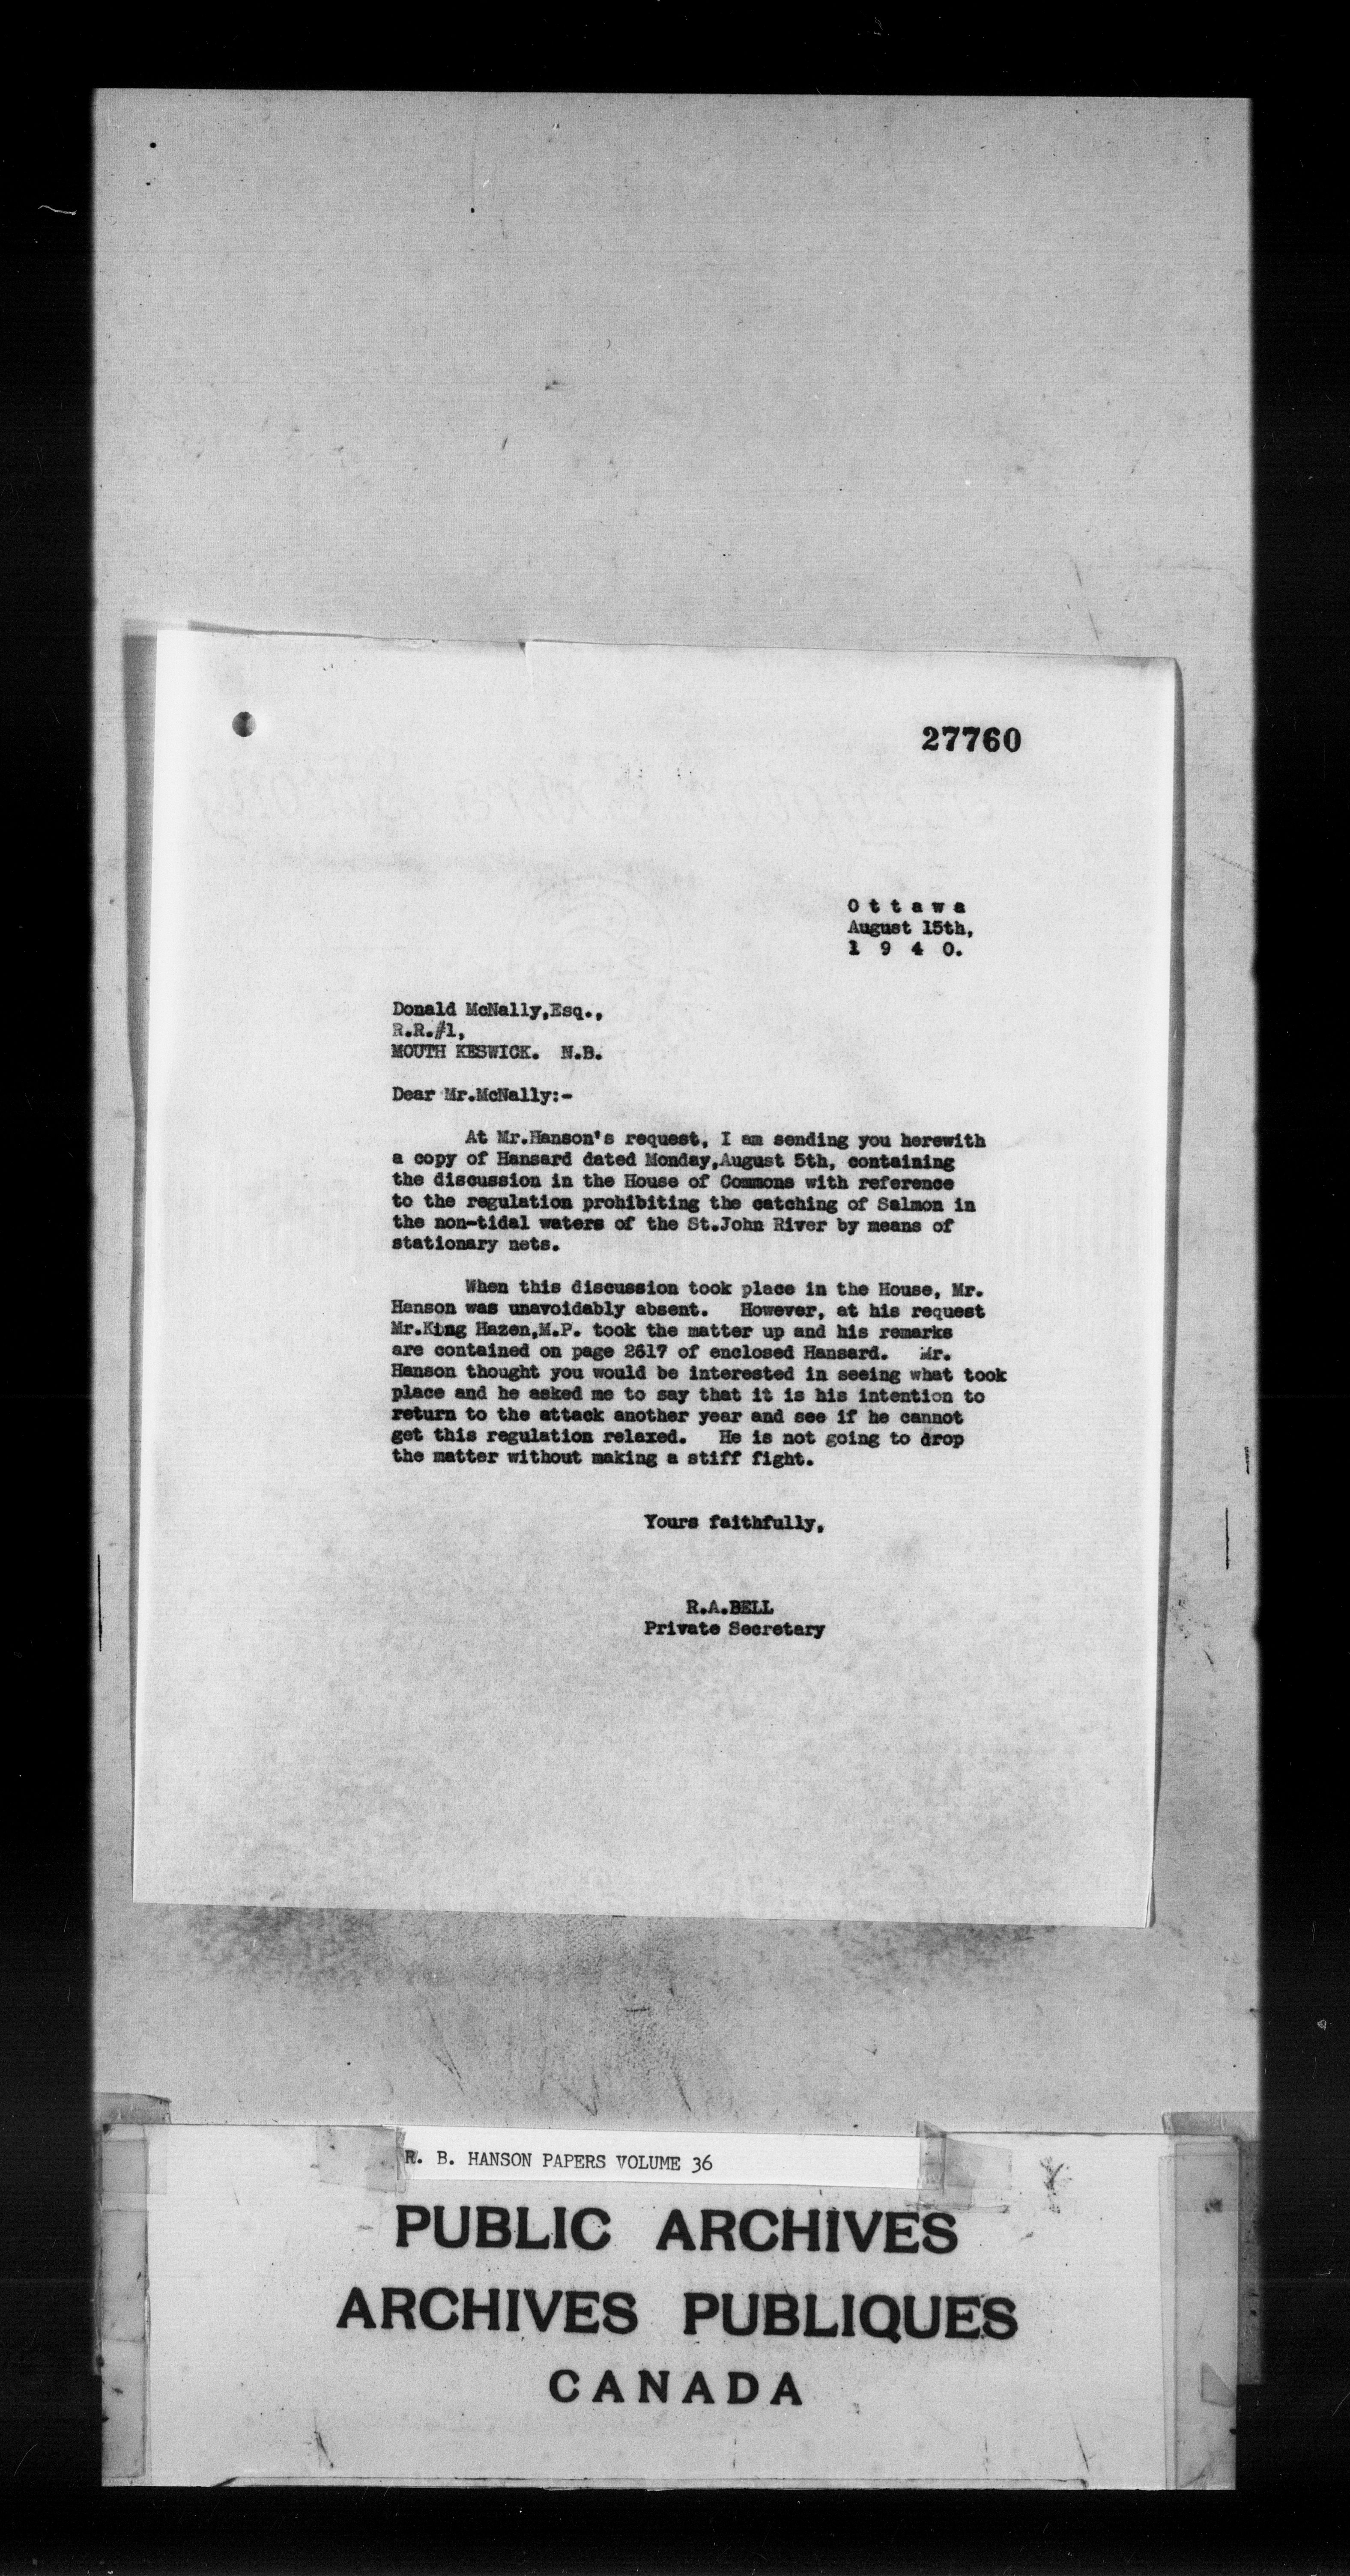 27760
O t t a w a
August 15th,
1 9 4 0.
Donald McNally,Esq.,
R.R.#1,
MOUTH KESWICK. N.B.
Dear Mr.McNally:-
At Mr.Hanson's request, I am sending you herewith
a copy of Hansard dated Monday,August 5th, containing
the discussion in the House of Commons with reference
to the regulation prohibiting the catching of Salmon in
the non-tidal waters of the St.John River by means of
stationary nets.
When this discussion took place in the House, Mr.
Hanson was unavoidably absent. However, at his request
Mr.King Hazen,M.P. took the matter up and his remarks
are contained on page 2617 of enclosed Hansard. Mr.
Hanson thought you would be interested in seeing what took
place and he asked me to say that it is his intention to
return to the attack another year and see if he cannot
get this regulation relaxed. He is not going to drop
the matter without making a stiff fight.
Yours faithfully,
R.A.BELL
Private Secretary
R. B. HANSON PAPERS VOLUME 36
PUBLIC ARCHIVES
ARCHIVES PUBLIQUES
CANADA